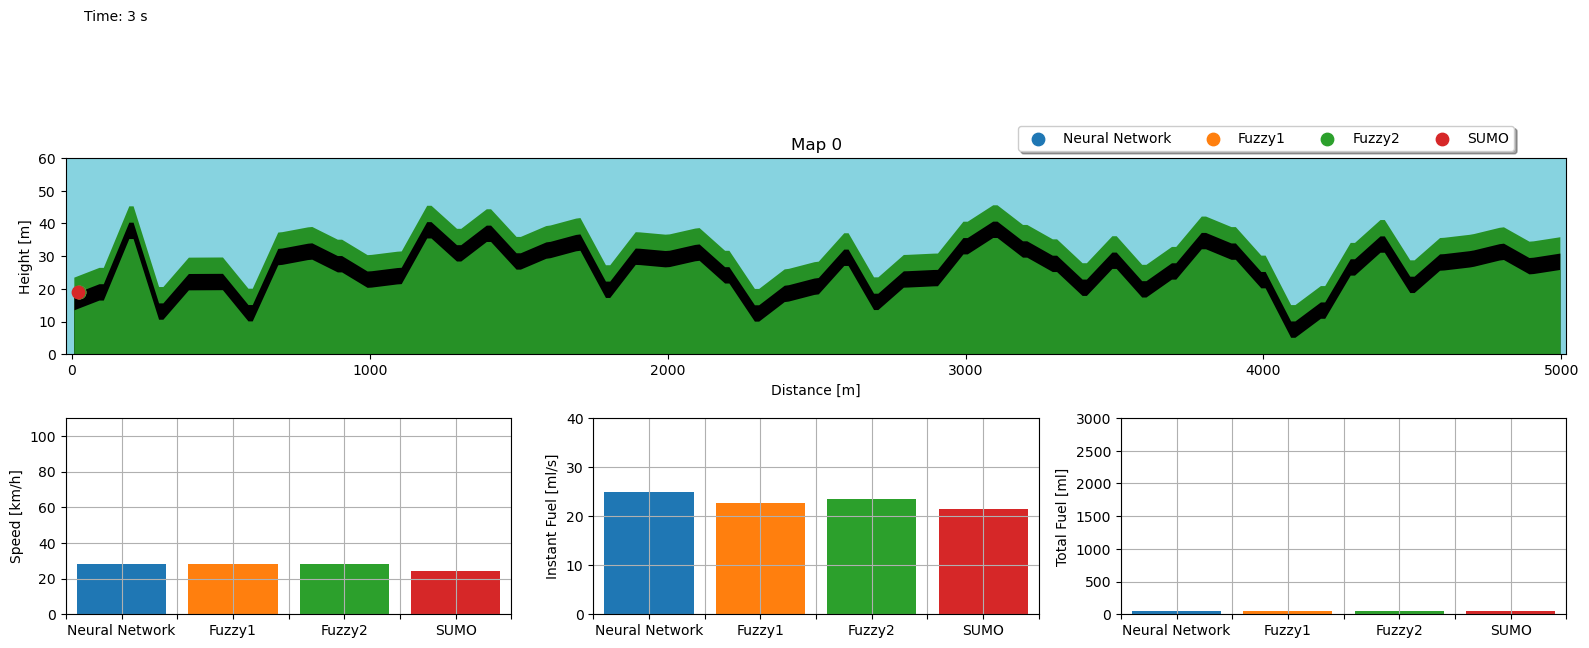 Time: 3 s
Neural Network Fuzzy1 Fuzzy2 SUMO
Map 0
60
50
40
30
20
10
0
Height [m]
0 1000 2000 3000 4000 5000
Distance [m]
100
80
60
40
20
0
Speed [km/h]
Neural Network Fuzzy1 Fuzzy2 SUMO
40
30
20
10
0
Instant Fuel [ml/s]
Neural Network Fuzzy1 Fuzzy2 SUMO
3000
2500
2000
1500
1000
500
0
Total Fuel [ml]
Neural Network Fuzzy1 Fuzzy2 SUMO